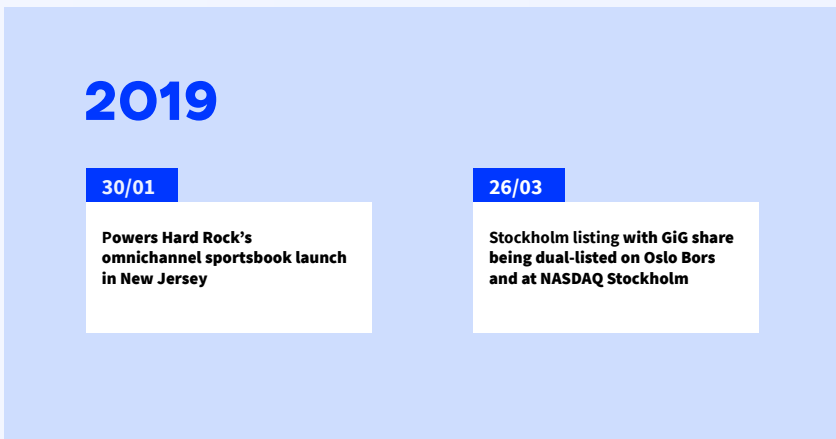 2019
30/01
Powers Hard Rock’s
omnichannel sportsbook launch
in New Jersey
26/03
Stockholm listing with GiG share
being dual-listed on Oslo Bors
and at NASDAQ Stockholm